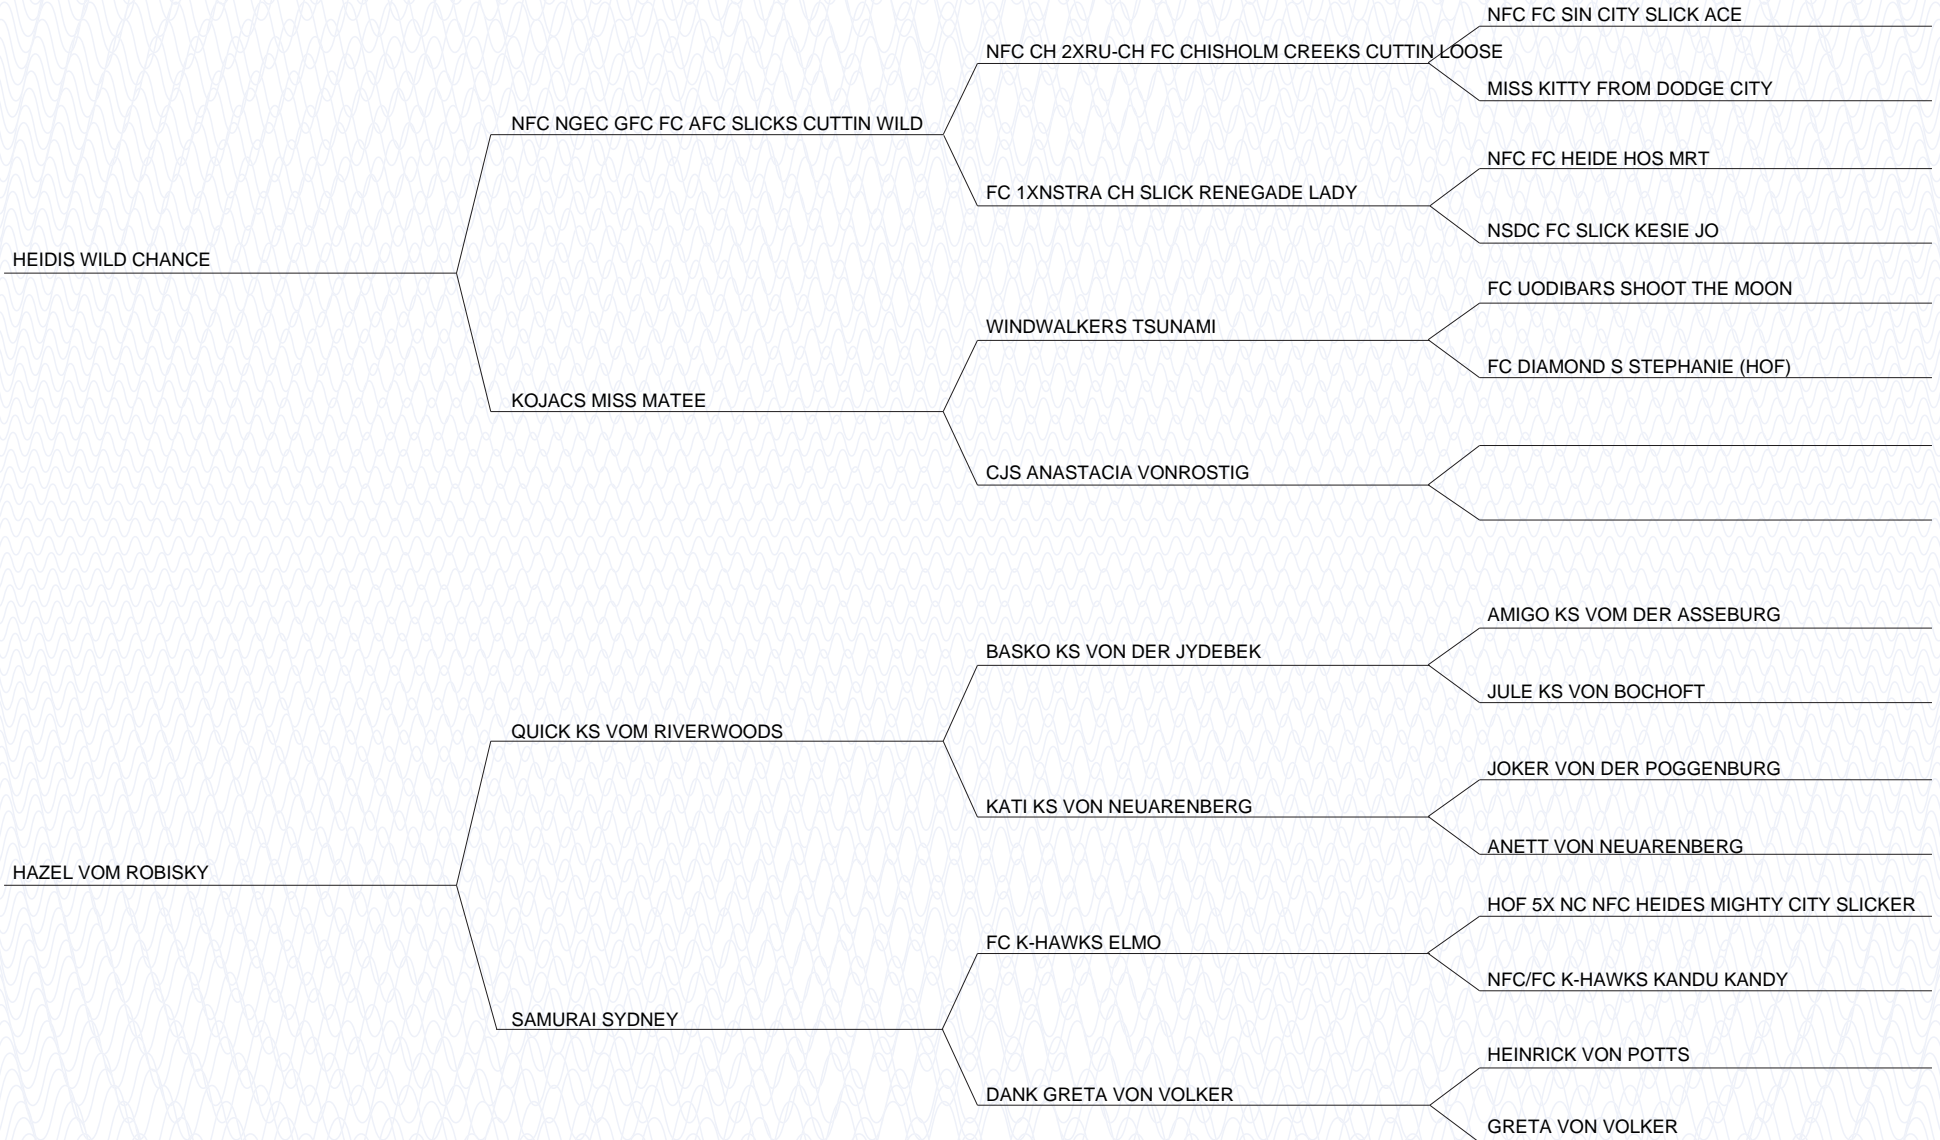 NFC FC SIN CITY SLICK ACE
NFC CH 2XRU-CH FC CHISHOLM CREEKS CUTTIN LOOSE
MISS KITTY FROM DODGE CITY
NFC NGEC GFC FC AFC SLICKS CUTTIN WILD
NFC FC HEIDE HOS MRT
FC 1XNSTRA CH SLICK RENEGADE LADY
NSDC FC SLICK KESIE JO
HEIDIS WILD CHANCE
FC UODIBARS SHOOT THE MOON
WINDWALKERS TSUNAMI
FC DIAMOND S STEPHANIE (HOF)
KOJACS MISS MATEE
CJS ANASTACIA VONROSTIG
AMIGO KS VOM DER ASSEBURG
BASKO KS VON DER JYDEBEK
JULE KS VON BOCHOFT
QUICK KS VOM RIVERWOODS
JOKER VON DER POGGENBURG
KATI KS VON NEUARENBERG
ANETT VON NEUARENBERG
HAZEL VOM ROBISKY
HOF 5X NC NFC HEIDES MIGHTY CITY SLICKER
FC K-HAWKS ELMO
NFC/FC K-HAWKS KANDU KANDY
SAMURAI SYDNEY
HEINRICK VON POTTS
DANK GRETA VON VOLKER
GRETA VON VOLKER